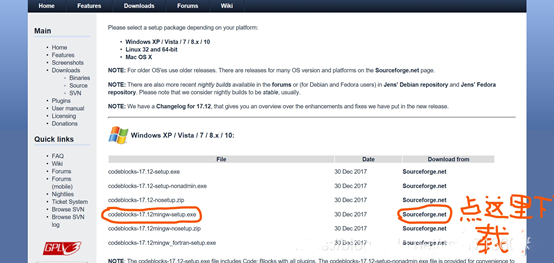 Home Features Downloads Forums Wiki
Main
Home
Features
Screenshots
Downloads
Binaries
Source
SVN
Plugins
User manual
Licensing
Donations
Quick links
FAQ
Wiki
Forums
Forums
(mobile)
Nightlies
Ticket System
Browse SVN
Browse SVN
log
GPLv3
Please select a setup package depending on your platform:
Windows XP / Vista / 7 / 8.x / 10
Linux 32 and 64-bit
Mac OS X
NOTE: For older OS'es use older releases. There are releases for many OS version and platforms on the Sourceforge.net page.
NOTE: There are also more recent nightly builds available in the forums or (for Debian and Fedora users) in Jens' Debian repository and Jens' Fedora
repository. Please note that we consider nightly builds to be stable, usually.
NOTE: We have a Changelog for 17.12, that gives you an overview over the enhancements and fixes we have put in the new release.
Windows XP / Vista / 7 / 8.x / 10:
File Date Download from
codeblocks-17.12-setup.exe 30 Dec 2017 Sourceforge.net
codeblocks-17.12-setup-nonadmin.exe 30 Dec 2017 Sourceforge.net
codeblocks-17.12-nosetup.zip 30 Dec 2017 Sourceforge.net
codeblocks-17.12mingw-setup.exe 30 Dec 2017 Sourceforge.net
codeblocks-17.12mingw-nosetup.zip 30 Dec 2017 Sourceforge.net
codeblocks-17.12mingw_fortran-setup.exe 30 Dec 2017 Sourceforge.net
点这里下
载!
NOTE: The codeblocks-17.12-setup.exe file includes Code::Blocks with all plugins. The codeblocks-17.12-setup-nonadmin.exe file is provided for convenience to